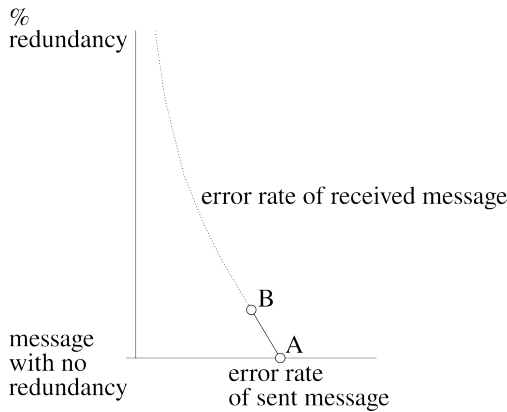 %
redundancy
error rate of received message
B
A
message
with no
redundancy
error rate
of sent message